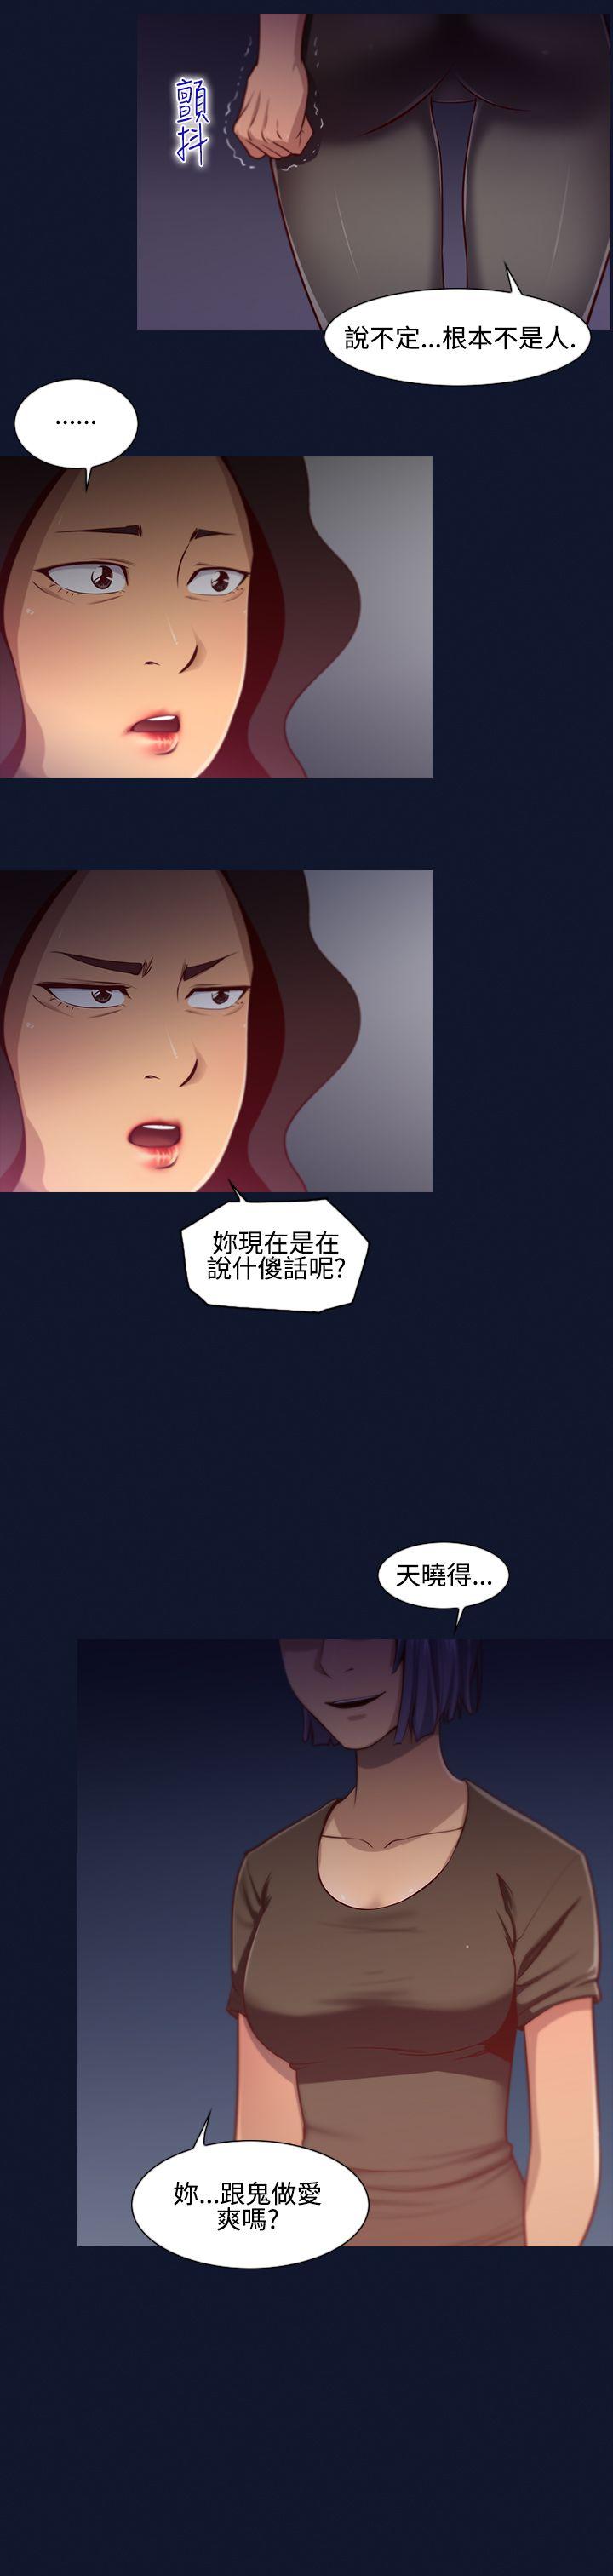 顫抖
說不定...根本不是人.
......
妳現在是在
說什傻話呢?
天曉得...
妳...跟鬼做愛
爽嗎?